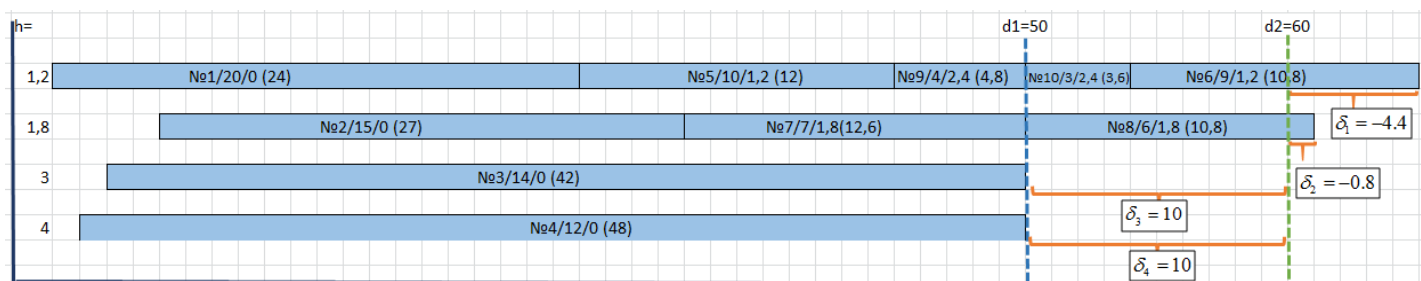 h= d1=50 d2=60
1,2 №1/20/0 (24) №5/10/1,2 (12) №9/4/2,4 (4,8) №10/3/2,4 (3,6) №6/9/1,2 (10,8)
δ₁ = −4.4
1,8 №2/15/0 (27) №7/7/1,8(12,6) №8/6/1,8 (10,8)
δ₂ = −0.8
3 №3/14/0 (42)
δ₃ = 10
4 №4/12/0 (48)
δ₄ = 10